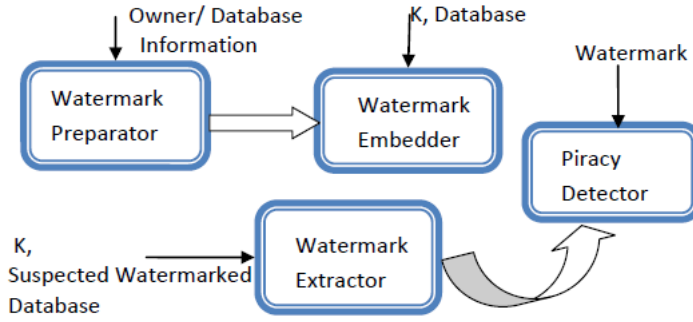 Owner/ Database
Information
K, Database
Watermark
Watermark
Preparator
Watermark
Embedder
Piracy
Detector
K,
Suspected Watermarked
Database
Watermark
Extractor